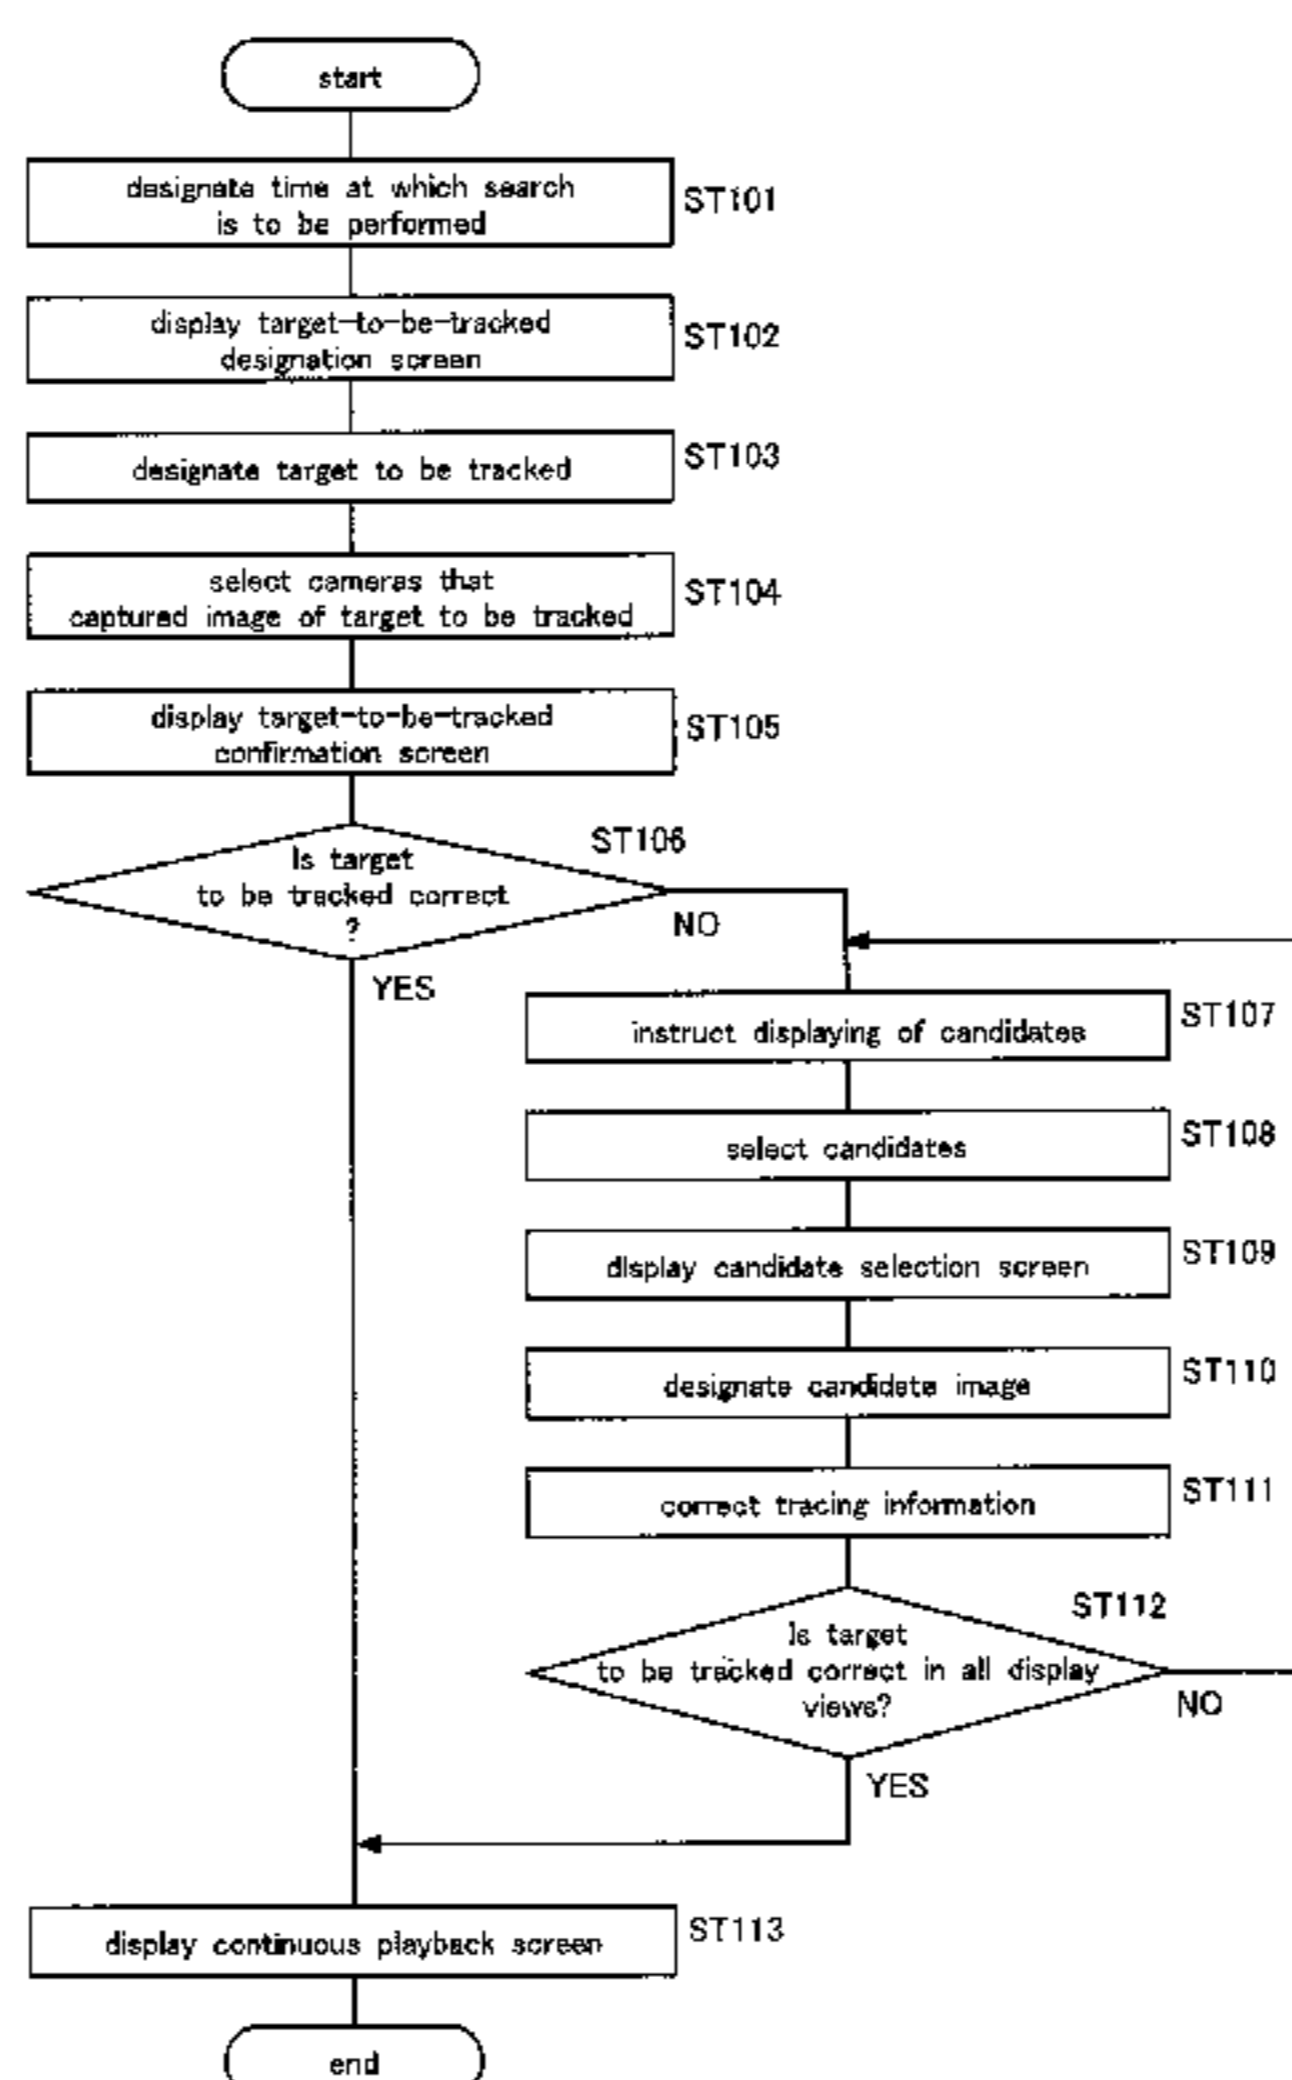 start
designate time at which search
is to be performed
ST101
display target-to-be-tracked
designation screen
ST102
designate target to be tracked
ST103
select cameras that
captured image of target to be tracked
ST104
display target-to-be-tracked
confirmation screen
ST105
Is target
to be tracked correct
?
ST106
NO
YES
instruct displaying of candidates
ST107
select candidates
ST108
display candidate selection screen
ST109
designate candidate image
ST110
correct tracing information
ST111
Is target
to be tracked correct in all display
views?
ST112
NO
YES
display continuous playback screen
ST113
end